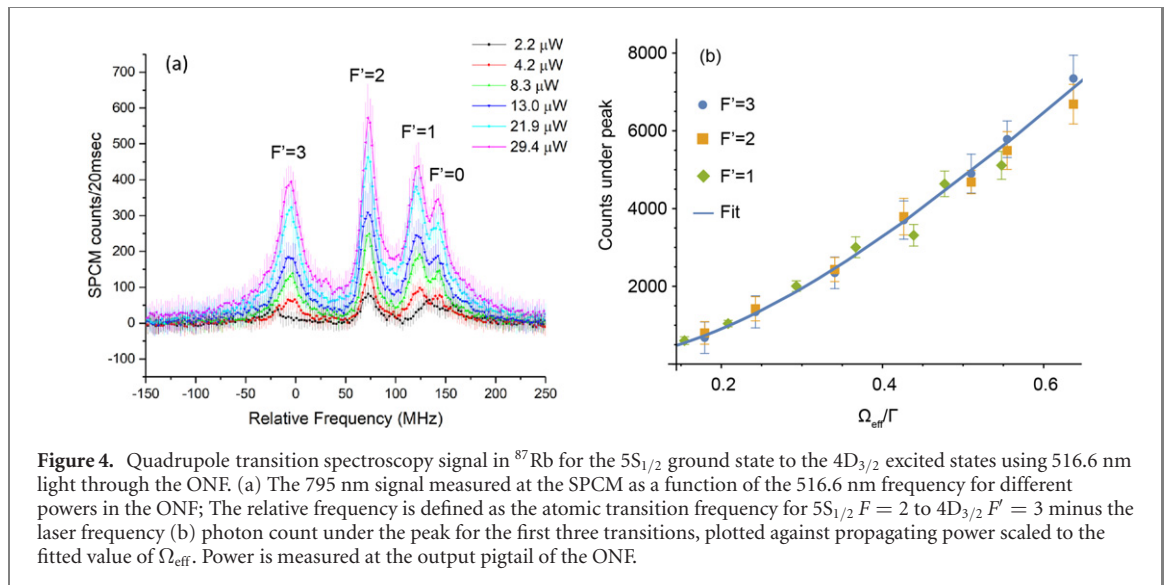 (a)
2.2 μW
4.2 μW
8.3 μW
13.0 μW
21.9 μW
29.4 μW
F'=3
F'=2
F'=1
F'=0
700
600
500
400
300
200
100
0
-100
SPCM counts/20msec
-150 -100 -50 0 50 100 150 200 250
Relative Frequency (MHz)
(b)
F'=3
F'=2
F'=1
Fit
8000
6000
4000
2000
Counts under peak
0.2 0.4 0.6
Ωeff/Γ
Figure 4. Quadrupole transition spectroscopy signal in ⁸⁷Rb for the 5S₁/₂ ground state to the 4D₃/₂ excited states using 516.6 nm
light through the ONF. (a) The 795 nm signal measured at the SPCM as a function of the 516.6 nm frequency for different
powers in the ONF; The relative frequency is defined as the atomic transition frequency for 5S₁/₂ F = 2 to 4D₃/₂ F′ = 3 minus the
laser frequency (b) photon count under the peak for the first three transitions, plotted against propagating power scaled to the
fitted value of Ωeff. Power is measured at the output pigtail of the ONF.